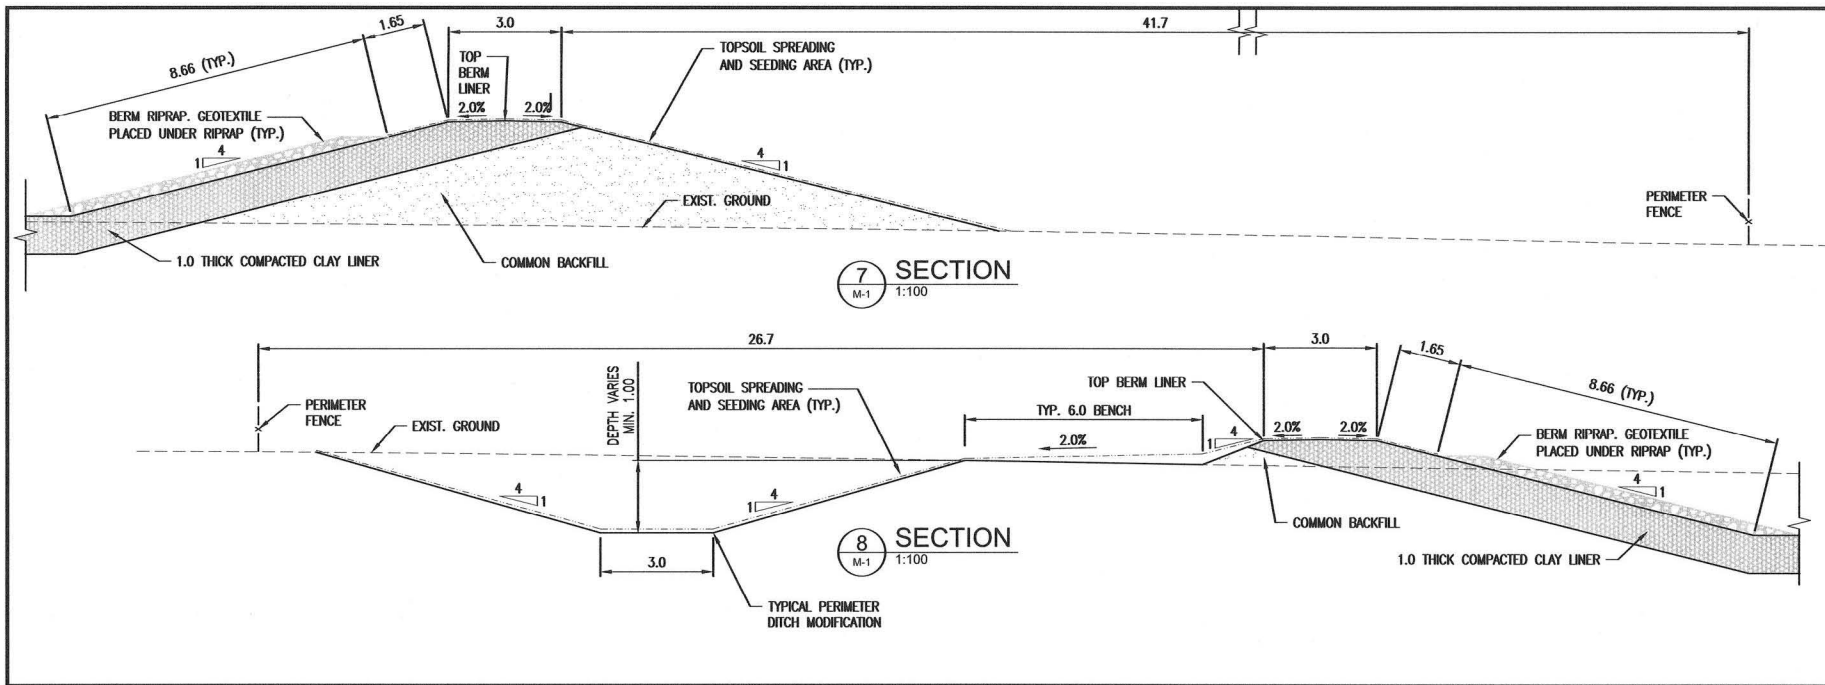 1.65
3.0
41.7
8.66 (TYP.)
TOP
BERM
LINER
TOPSOIL SPREADING
AND SEEDING AREA (TYP.)
2.0% 2.0%
BERM RIPRAP. GEOTEXTILE
PLACED UNDER RIPRAP (TYP.)
4
1
4
1
EXIST. GROUND
PERIMETER
FENCE
1.0 THICK COMPACTED CLAY LINER
COMMON BACKFILL
7
M-1
SECTION
1:100
26.7
3.0
1.65
8.66 (TYP.)
DEPTH VARIES
MIN. 1.00
TOPSOIL SPREADING
AND SEEDING AREA (TYP.)
TOP BERM LINER
PERIMETER
FENCE
EXIST. GROUND
TYP. 6.0 BENCH
2.0%
4
1
2.0% 2.0%
BERM RIPRAP. GEOTEXTILE
PLACED UNDER RIPRAP (TYP.)
4
1
4
1
4
1
COMMON BACKFILL
8
M-1
SECTION
1:100
1.0 THICK COMPACTED CLAY LINER
3.0
TYPICAL PERIMETER
DITCH MODIFICATION